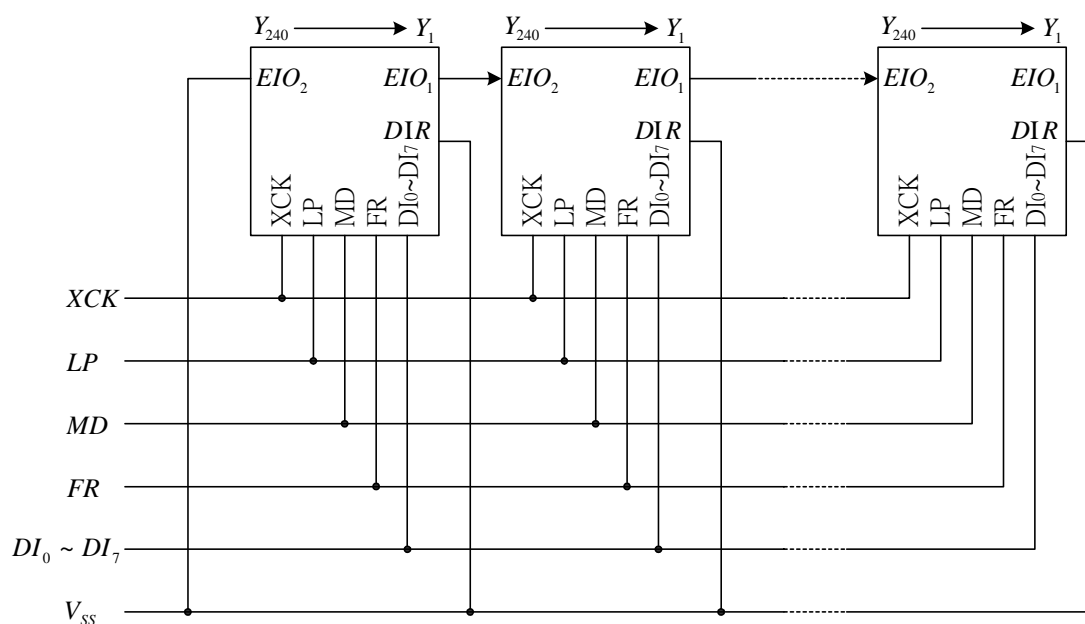 Y₂₄₀ Y₁ Y₂₄₀ Y₁ Y₂₄₀ Y₁
EIO₂ EIO₁ EIO₂ EIO₁ EIO₂ EIO₁
DIR DIR DIR
XCK LP MD FR DI0~DI7 XCK LP MD FR DI0~DI7 XCK LP MD FR DI0~DI7
XCK
LP
MD
FR
DI₀ ~ DI₇
V_SS